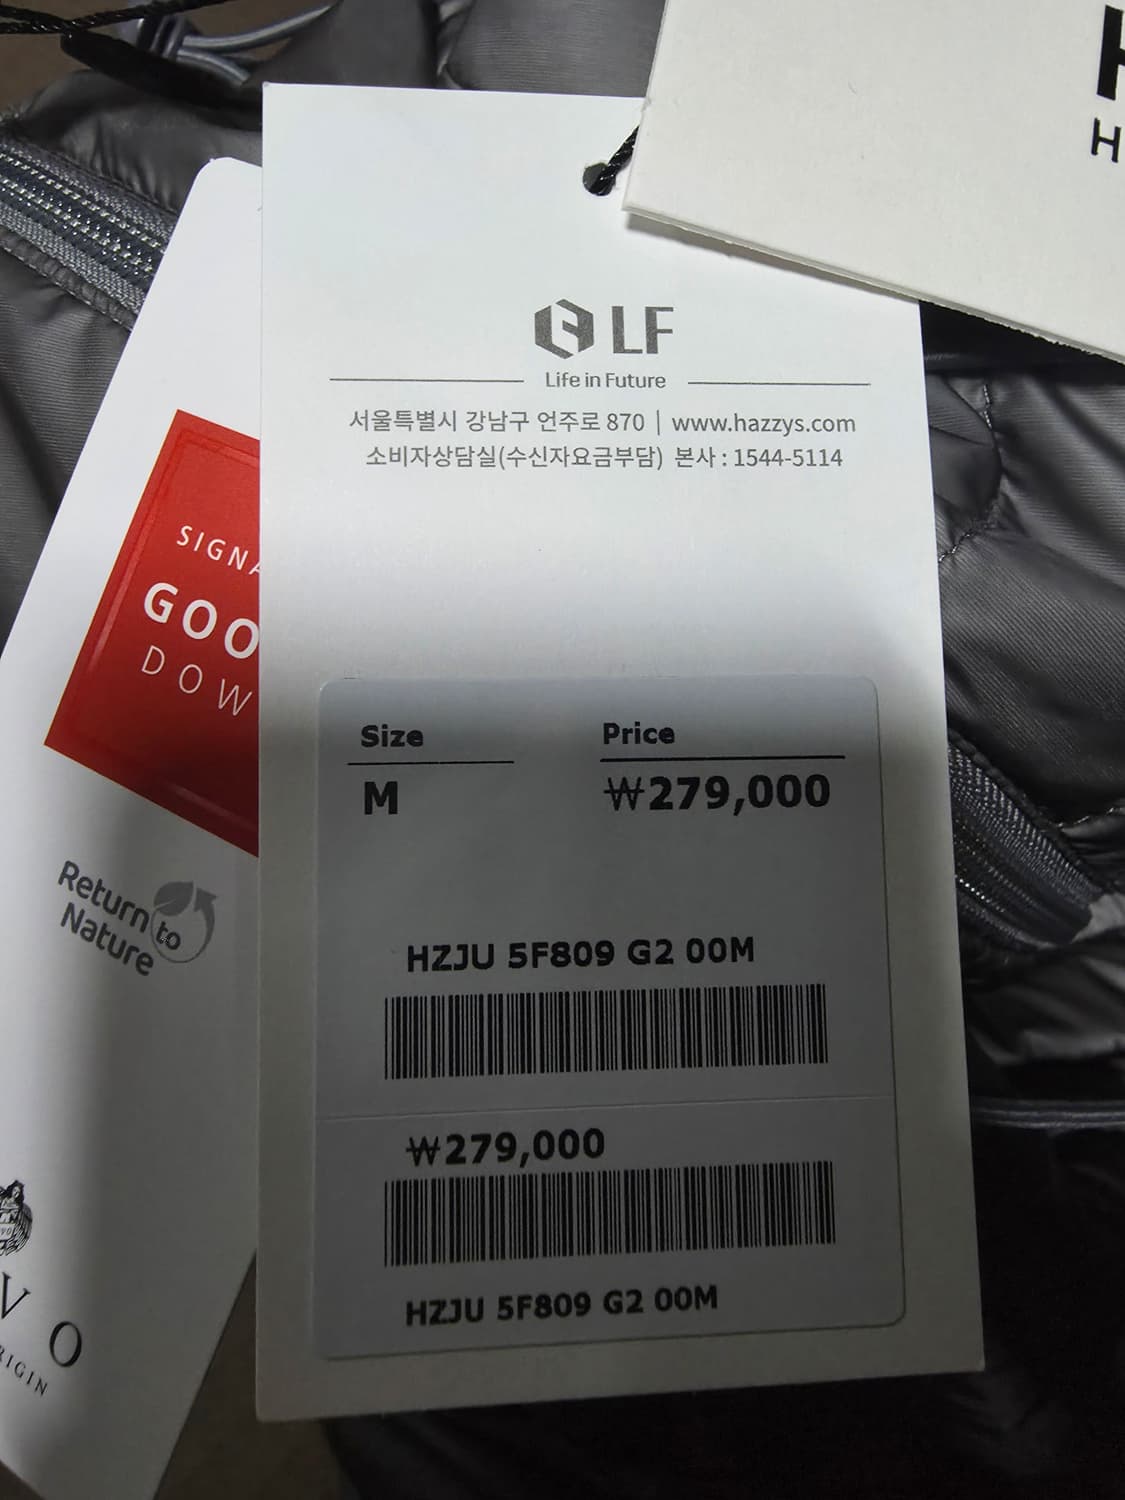 H
LF
Life in Future
서울특별시 강남구 언주로 870 | www.hazzys.com
소비자상담실(수신자요금부담) 본사 : 1544-5114
Size
Price
M
₩279,000
HZJU 5F809 G2 00M
₩279,000
HZJU 5F809 G2 00M
SIGNA
GOO
DOW
Return to
Nature
VO
RIGIN